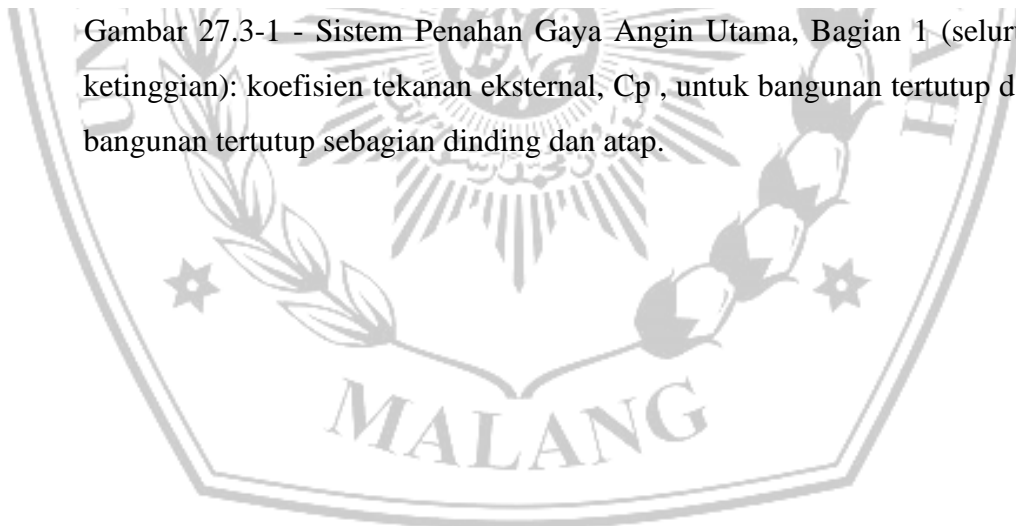 Gambar 27.3-1 - Sistem Penahan Gaya Angin Utama, Bagian 1 (selur
ketinggian): koefisien tekanan eksternal, Cp , untuk bangunan tertutup d
bangunan tertutup sebagian dinding dan atap.
MALANG